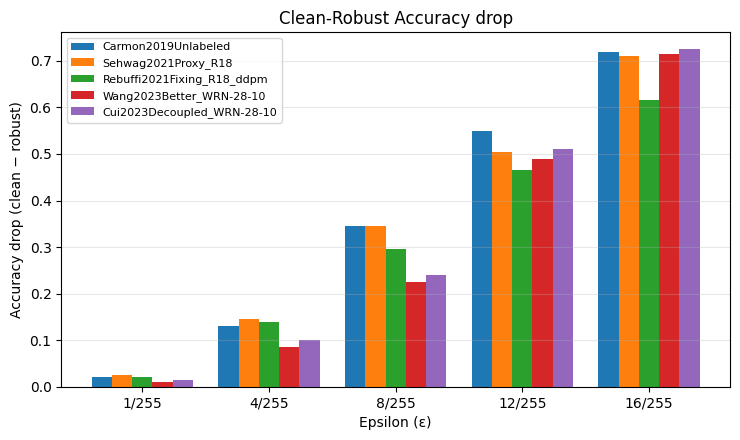 Clean-Robust Accuracy drop
Carmon2019Unlabeled
Sehwag2021Proxy_R18
Rebuffi2021Fixing_R18_ddpm
Wang2023Better_WRN-28-10
Cui2023Decoupled_WRN-28-10
Accuracy drop (clean − robust)
0.7
0.6
0.5
0.4
0.3
0.2
0.1
0.0
1/255 4/255 8/255 12/255 16/255
Epsilon (ε)